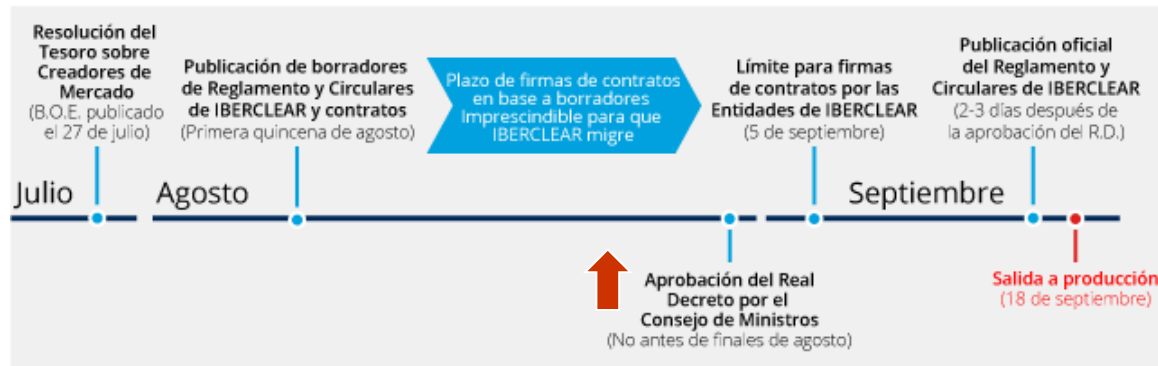 Resolución del
Tesoro sobre
Creadores de
Mercado
(B.O.E. publicado
el 27 de julio)
Publicación de borradores
de Reglamento y Circulares
de IBERCLEAR y contratos
(Primera quincena de agosto)
Plazo de firmas de contratos
en base a borradores
Imprescindible para que
IBERCLEAR migre
Límite para firmas
de contratos por las
Entidades de IBERCLEAR
(5 de septiembre)
Publicación oficial
del Reglamento y
Circulares de IBERCLEAR
(2-3 días después de
la aprobación del R.D.)
Julio
Agosto
Septiembre
Aprobación del Real
Decreto por el
Consejo de Ministros
(No antes de finales de agosto)
Salida a producción
(18 de septiembre)